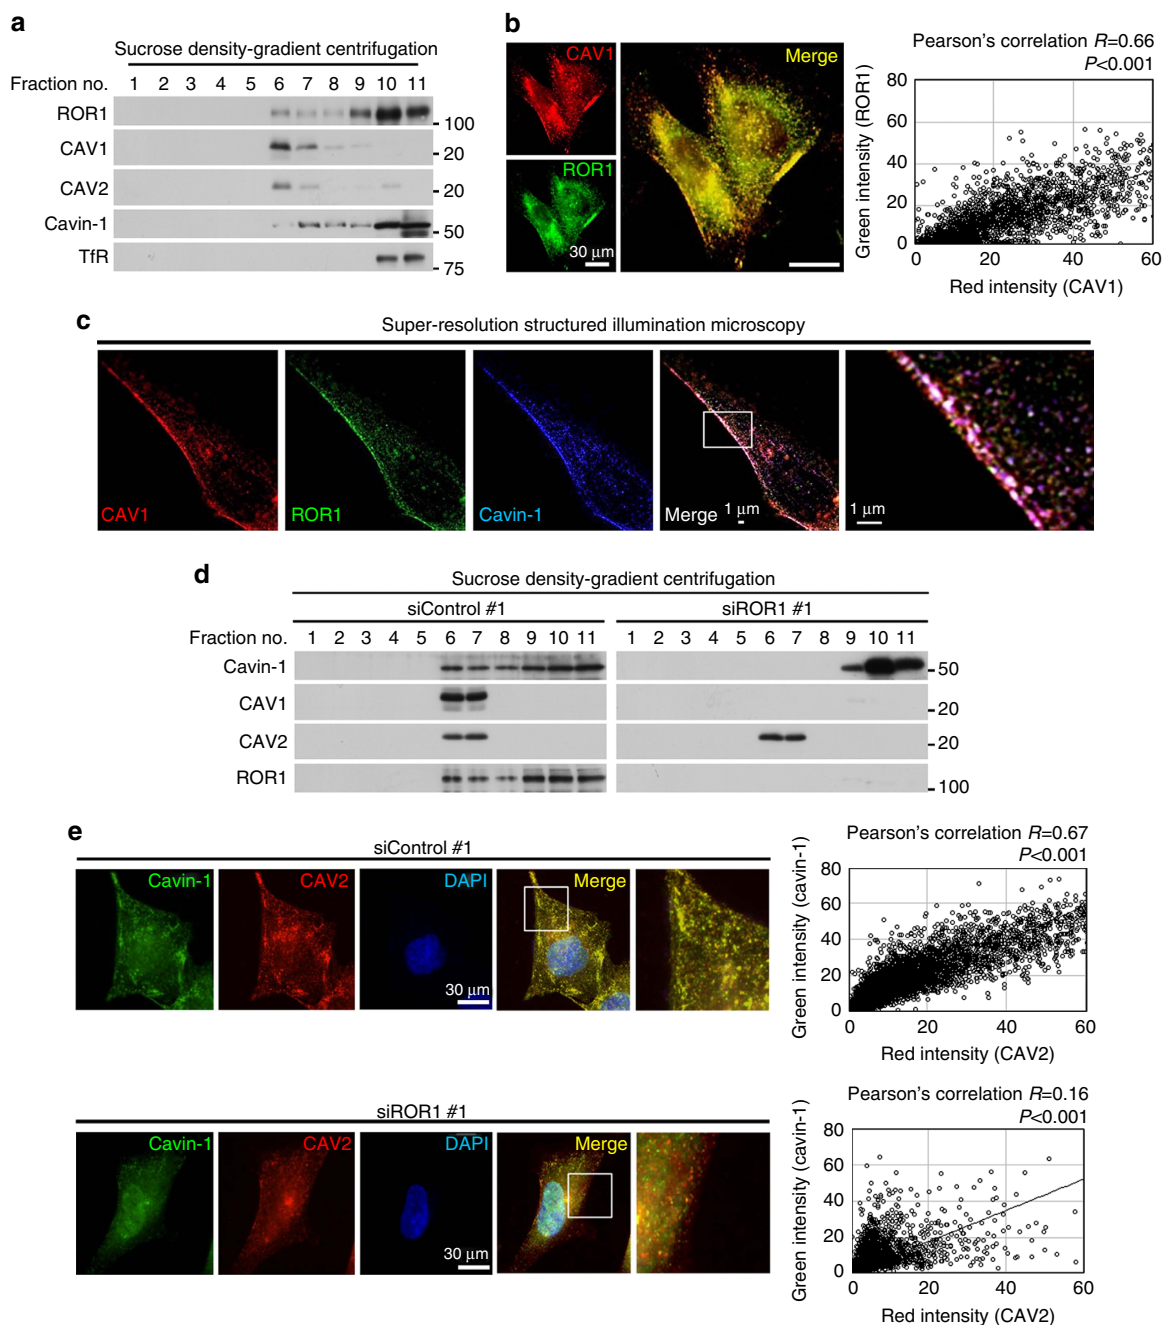 a
Sucrose density-gradient centrifugation
Fraction no. 1 2 3 4 5 6 7 8 9 10 11
ROR1
100
CAV1
20
CAV2
20
Cavin-1
50
TfR
75
b
CAV1
ROR1
30 μm
Merge
Pearson's correlation R=0.66
P<0.001
Green intensity (ROR1)
80
60
40
20
0
0 20 40 60
Red intensity (CAV1)
c
Super-resolution structured illumination microscopy
CAV1
ROR1
Cavin-1
Merge
1 μm
1 μm
d
Sucrose density-gradient centrifugation
siControl #1
siROR1 #1
Fraction no. 1 2 3 4 5 6 7 8 9 10 11 1 2 3 4 5 6 7 8 9 10 11
Cavin-1
50
CAV1
20
CAV2
20
ROR1
100
e
siControl #1
Cavin-1
CAV2
DAPI
30 μm
Merge
Pearson's correlation R=0.67
P<0.001
Green intensity (cavin-1)
80
60
40
20
0
0 20 40 60
Red intensity (CAV2)
siROR1 #1
Cavin-1
CAV2
DAPI
30 μm
Merge
Pearson's correlation R=0.16
P<0.001
Green intensity (cavin-1)
80
60
40
20
0
0 20 40 60
Red intensity (CAV2)